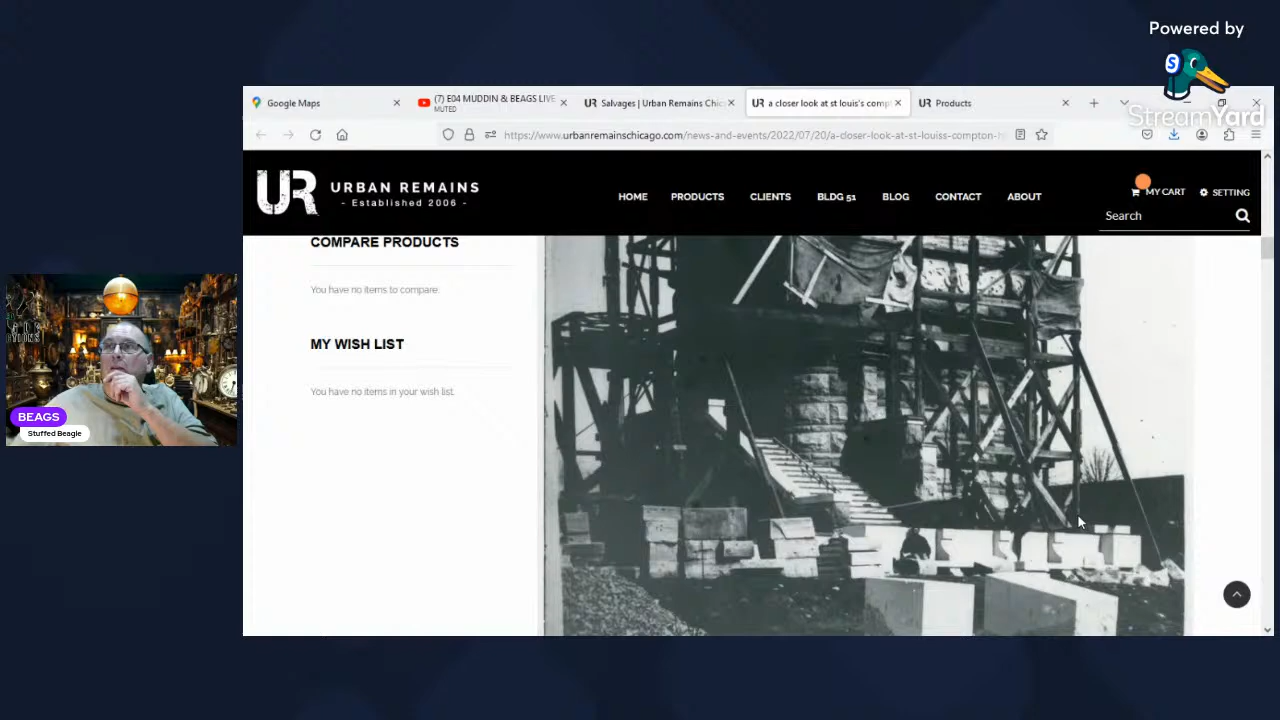 Powered by
S
StreamYard
Google Maps
(7) E04 MUDDIN & BEAGS LIVE
MUTED
UR Salvages | Urban Remains Chic
UR a closer look at st louis's compt
UR Products
https://www.urbanremainschicago.com/news-and-events/2022/07/20/a-closer-look-at-st-louiss-compton-h
UR
URBAN REMAINS
- Established 2006 -
HOME PRODUCTS CLIENTS BLDG 51 BLOG CONTACT ABOUT
MY CART SETTING
Search
COMPARE PRODUCTS
You have no items to compare.
MY WISH LIST
You have no items in your wish list.
BEAGS
Stuffed Beagle